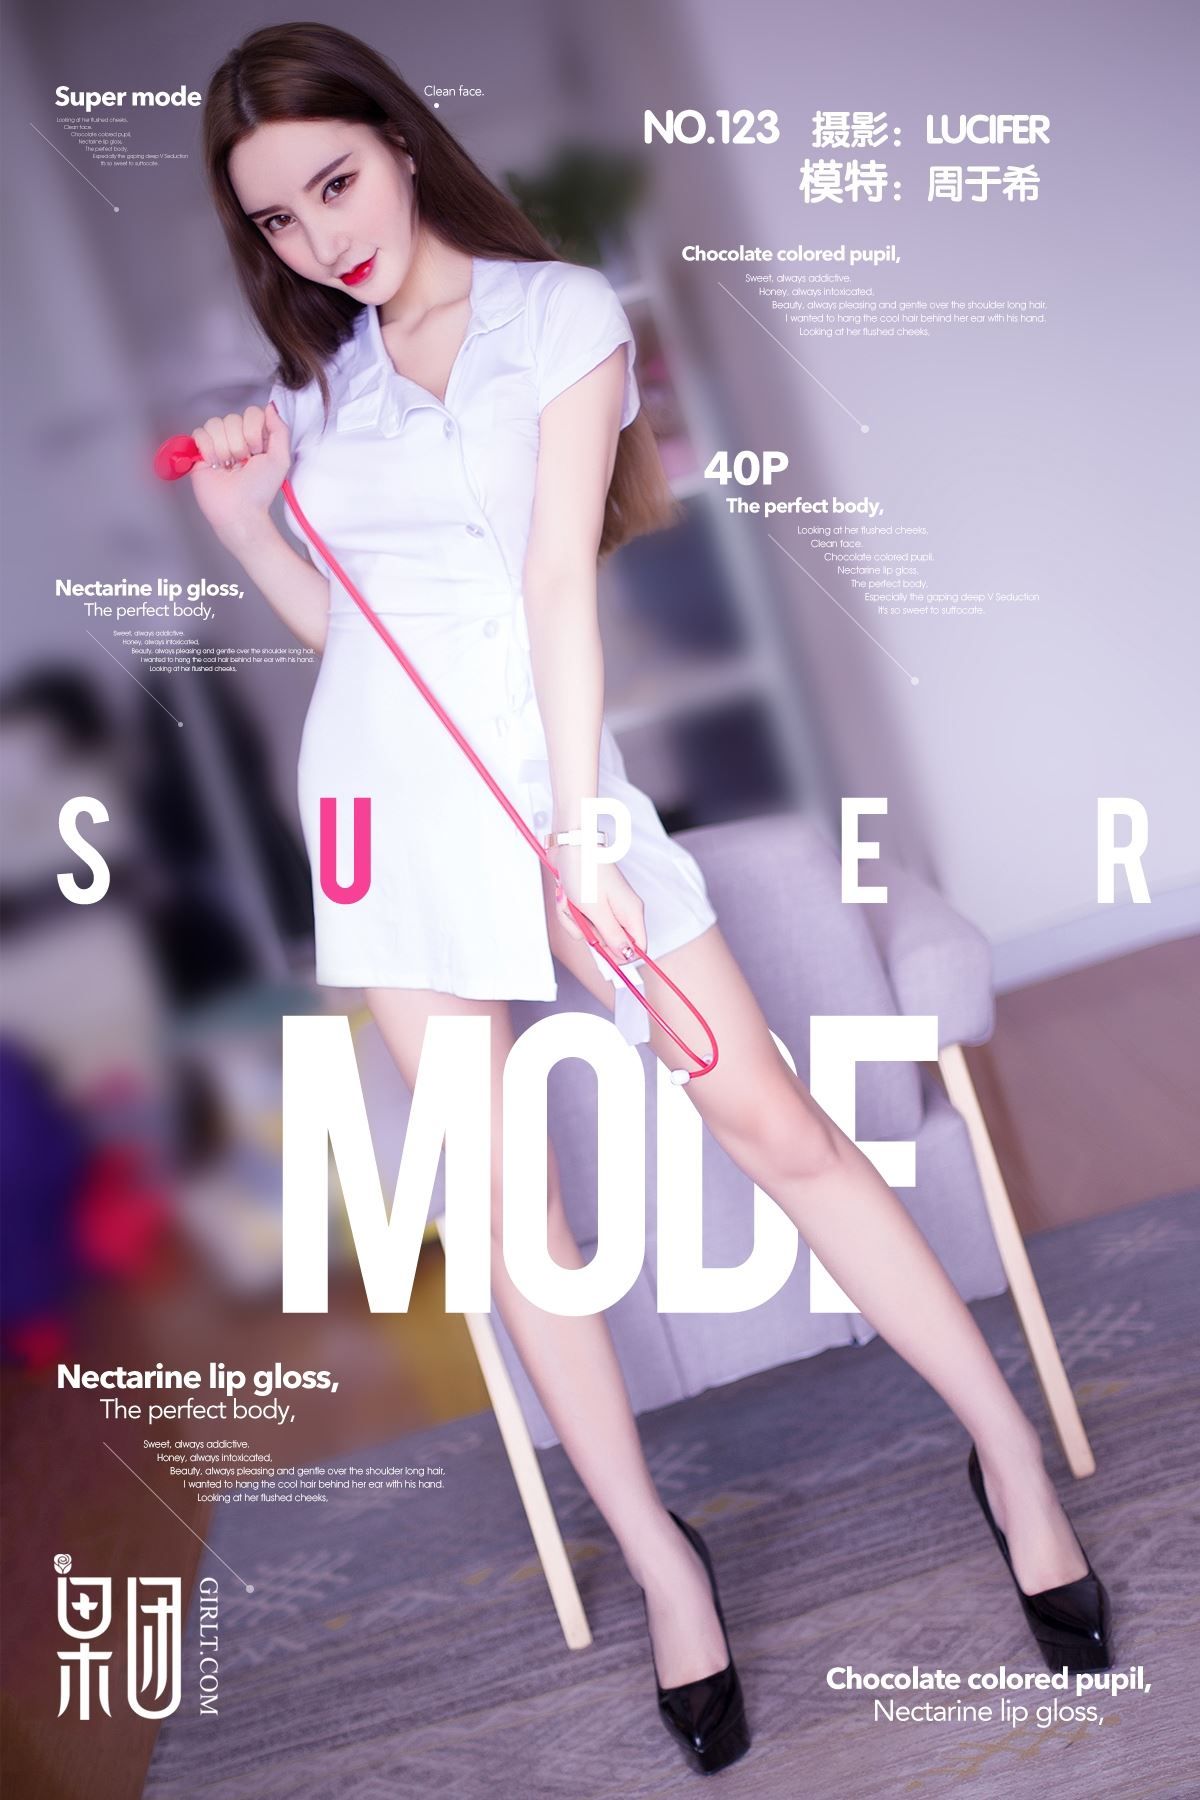 Super mode
Looking at her flushed cheeks.
Clean face.
Chocolate colored pupil,
Nectarine lip gloss,
The perfect body,
Especially the gaping deep V Seduction
It's so sweet to suffocate.
Clean face.
NO.123 摄影：LUCIFER
模特：周于希
Chocolate colored pupil,
Sweet, always addictive.
Honey, always intoxicated,
Beauty, always pleasing and gentle over the shoulder long hair,
I wanted to hang the cool hair behind her ear with his hand.
Looking at her flushed cheeks,
40P
The perfect body,
Looking at her flushed cheeks,
Clean face.
Chocolate colored pupil,
Nectarine lip gloss,
The perfect body,
Especially the gaping deep V Seduction
It's so sweet to suffocate.
Nectarine lip gloss,
The perfect body,
Sweet, always addictive.
Honey, always intoxicated,
Beauty, always pleasing and gentle over the shoulder long hair,
I wanted to hang the cool hair behind her ear with his hand.
Looking at her flushed cheeks,
SUPER
MODE
Nectarine lip gloss,
The perfect body,
Sweet, always addictive.
Honey, always intoxicated,
Beauty, always pleasing and gentle over the shoulder long hair,
I wanted to hang the cool hair behind her ear with his hand.
Looking at her flushed cheeks,
果团
GIRLT.COM
Chocolate colored pupil,
Nectarine lip gloss,